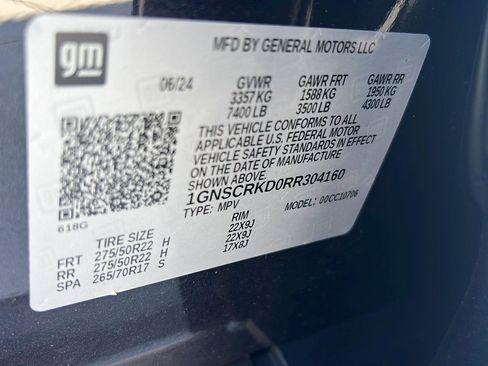 gm
MFD BY GENERAL MOTORS LLC
06/24 GVWR GAWR FRT GAWR RR
3357 KG 1588 KG 1950 KG
7400 LB 3500 LB 4300 LB
THIS VEHICLE CONFORMS TO ALL
APPLICABLE U.S. FEDERAL MOTOR
VEHICLE SAFETY STANDARDS IN EFFECT
ON THE DATE OF MANUFACTURE
SHOWN ABOVE.
1GNSCRKD0RR304160
TYPE: MPV MODEL: 00CC10706
618G
TIRE SIZE RIM
FRT 275/50R22 H 22X9J
RR 275/50R22 H 22X9J
SPA 265/70R17 S 17X8J